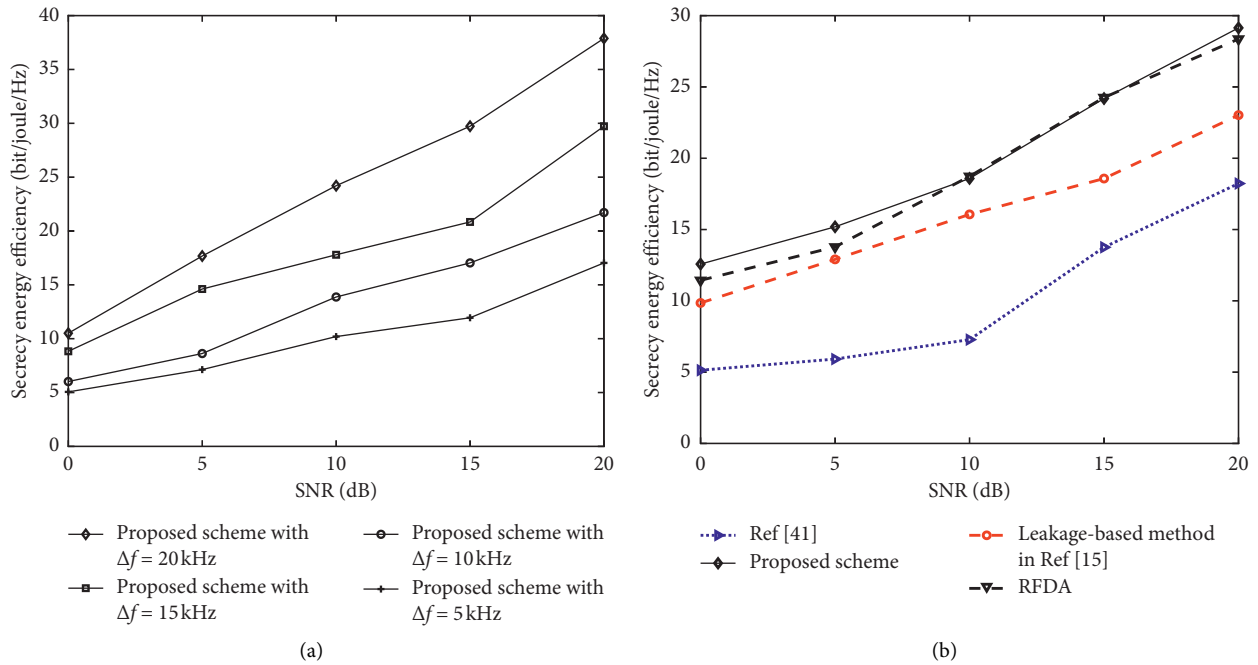 40
35
30
25
20
15
10
5
0
Secrecy energy efficiency (bit/joule/Hz)
0 5 10 15 20
SNR (dB)
Proposed scheme with
Δf = 20 kHz
Proposed scheme with
Δf = 15 kHz
Proposed scheme with
Δf = 10 kHz
Proposed scheme with
Δf = 5 kHz
(a)
30
25
20
15
10
5
0
Secrecy energy efficiency (bit/joule/Hz)
0 5 10 15 20
SNR (dB)
Ref [41]
Proposed scheme
Leakage-based method
in Ref [15]
RFDA
(b)